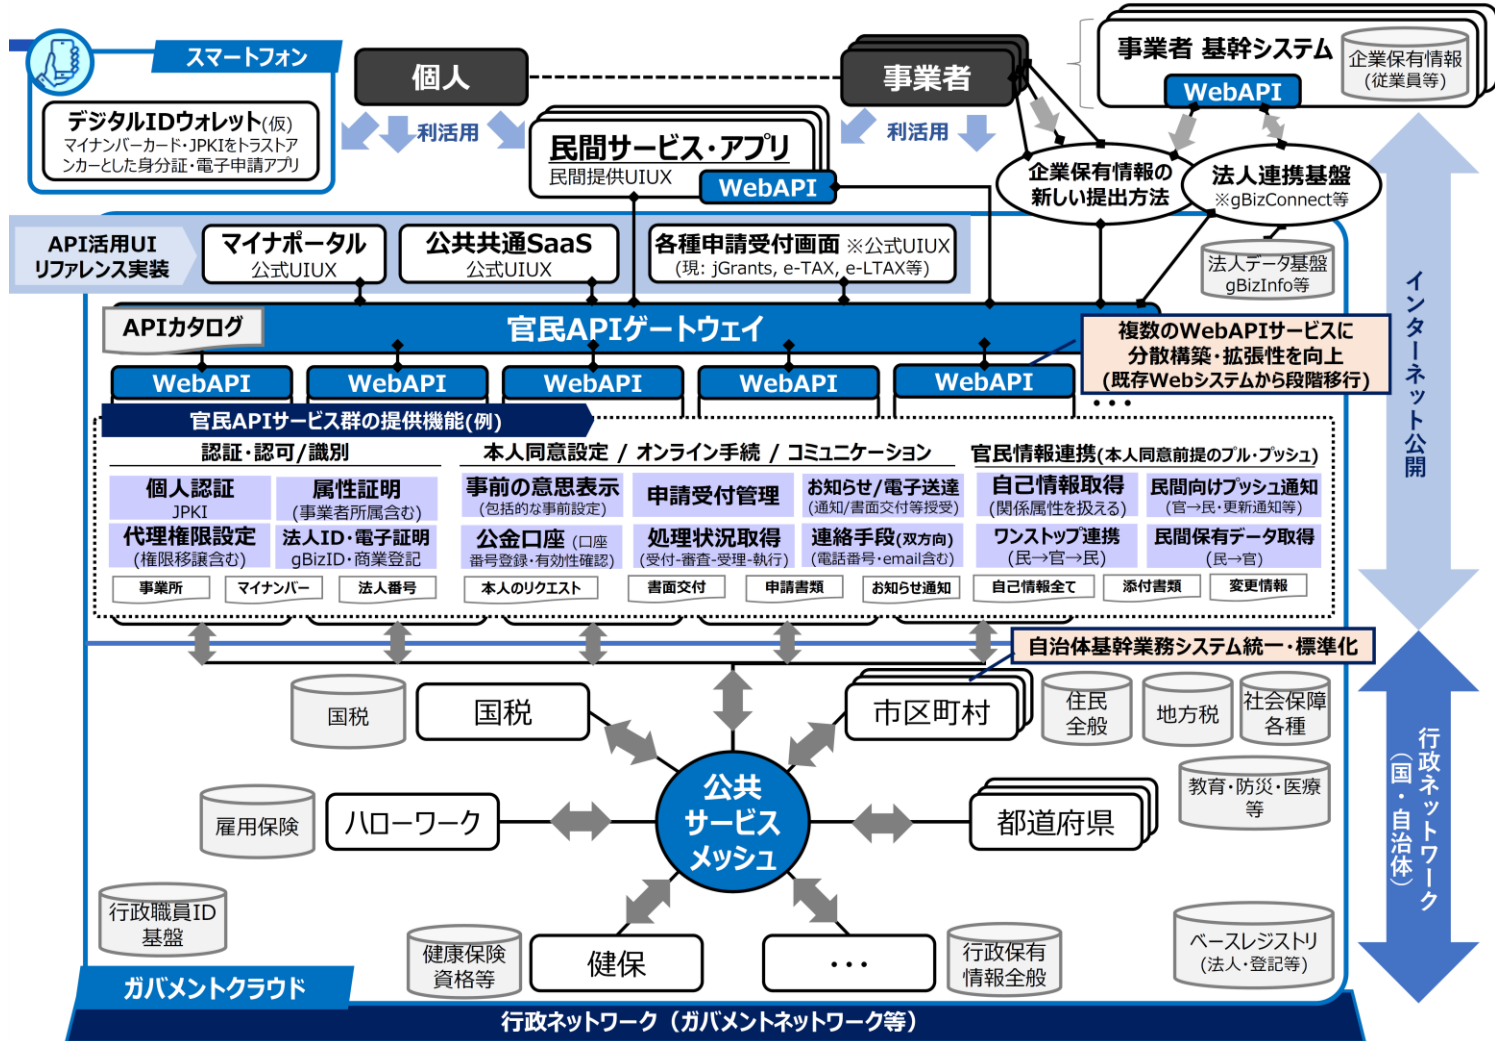 スマートフォン
デジタルIDウォレット(仮)
マイナンバーカード・JPKIをトラストア
ンカーとした身分証・電子申請アプリ
個人
事業者
利活用
利活用
民間サービス・アプリ
民間提供UIUX
WebAPI
事業者 基幹システム
WebAPI
企業保有情報
(従業員等)
企業保有情報の
新しい提出方法
法人連携基盤
※gBizConnect等
法人データ基盤
gBizInfo等
API活用UI
リファレンス実装
マイナポータル
公式UIUX
公共共通SaaS
公式UIUX
各種申請受付画面 ※公式UIUX
(現: jGrants, e-TAX, e-LTAX等)
APIカタログ
官民APIゲートウェイ
複数のWebAPIサービスに
分散構築・拡張性を向上
(既存Webシステムから段階移行)
WebAPI
WebAPI
WebAPI
WebAPI
WebAPI
・・・
官民APIサービス群の提供機能(例)
認証・認可/識別
個人認証
JPKI
属性証明
(事業者所属含む)
代理権限設定
(権限移譲含む)
法人ID・電子証明
gBizID・商業登記
事業所
マイナンバー
法人番号
本人同意設定 / オンライン手続 / コミュニケーション
事前の意思表示
(包括的な事前設定)
申請受付管理
お知らせ/電子送達
(通知/書面交付等授受)
公金口座 (口座
番号登録・有効性確認)
処理状況取得
(受付-審査-受理-執行)
連絡手段(双方向)
(電話番号・email含む)
本人のリクエスト
書面交付
申請書類
お知らせ通知
官民情報連携(本人同意前提のプル・プッシュ)
自己情報取得
(関係属性を扱える)
民間向けプッシュ通知
(官→民・更新通知等)
ワンストップ連携
(民→官→民)
民間保有データ取得
(民→官)
自己情報全て
添付書類
変更情報
インターネット公開
自治体基幹業務システム統一・標準化
国税
国税
市区町村
住民
全般
地方税
社会保障
各種
雇用保険
ハローワーク
公共
サービス
メッシュ
都道府県
教育・防災・医療
等
行政職員ID
基盤
健康保険
資格等
健保
・・・
行政保有
情報全般
ベースレジストリ
(法人・登記等)
行政ネットワーク
(国・自治体)
ガバメントクラウド
行政ネットワーク（ガバメントネットワーク等）